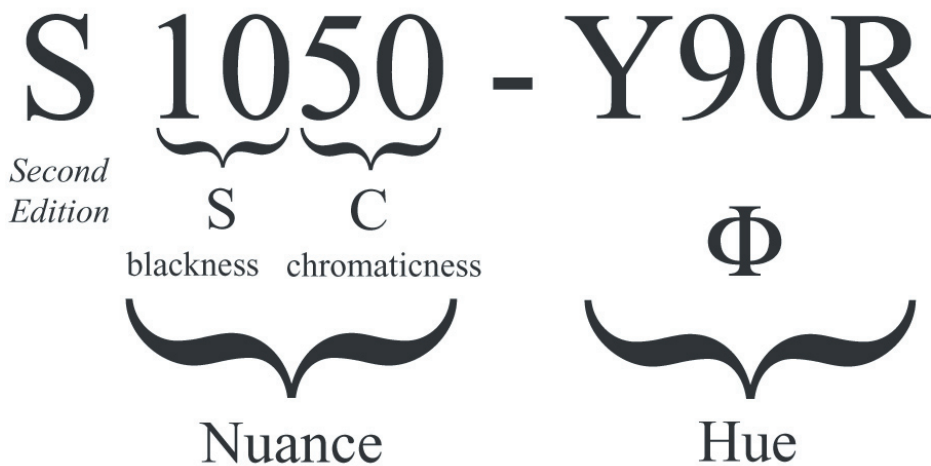 S 1050 - Y90R
Second
Edition
S C Φ
blackness chromaticness
Nuance Hue